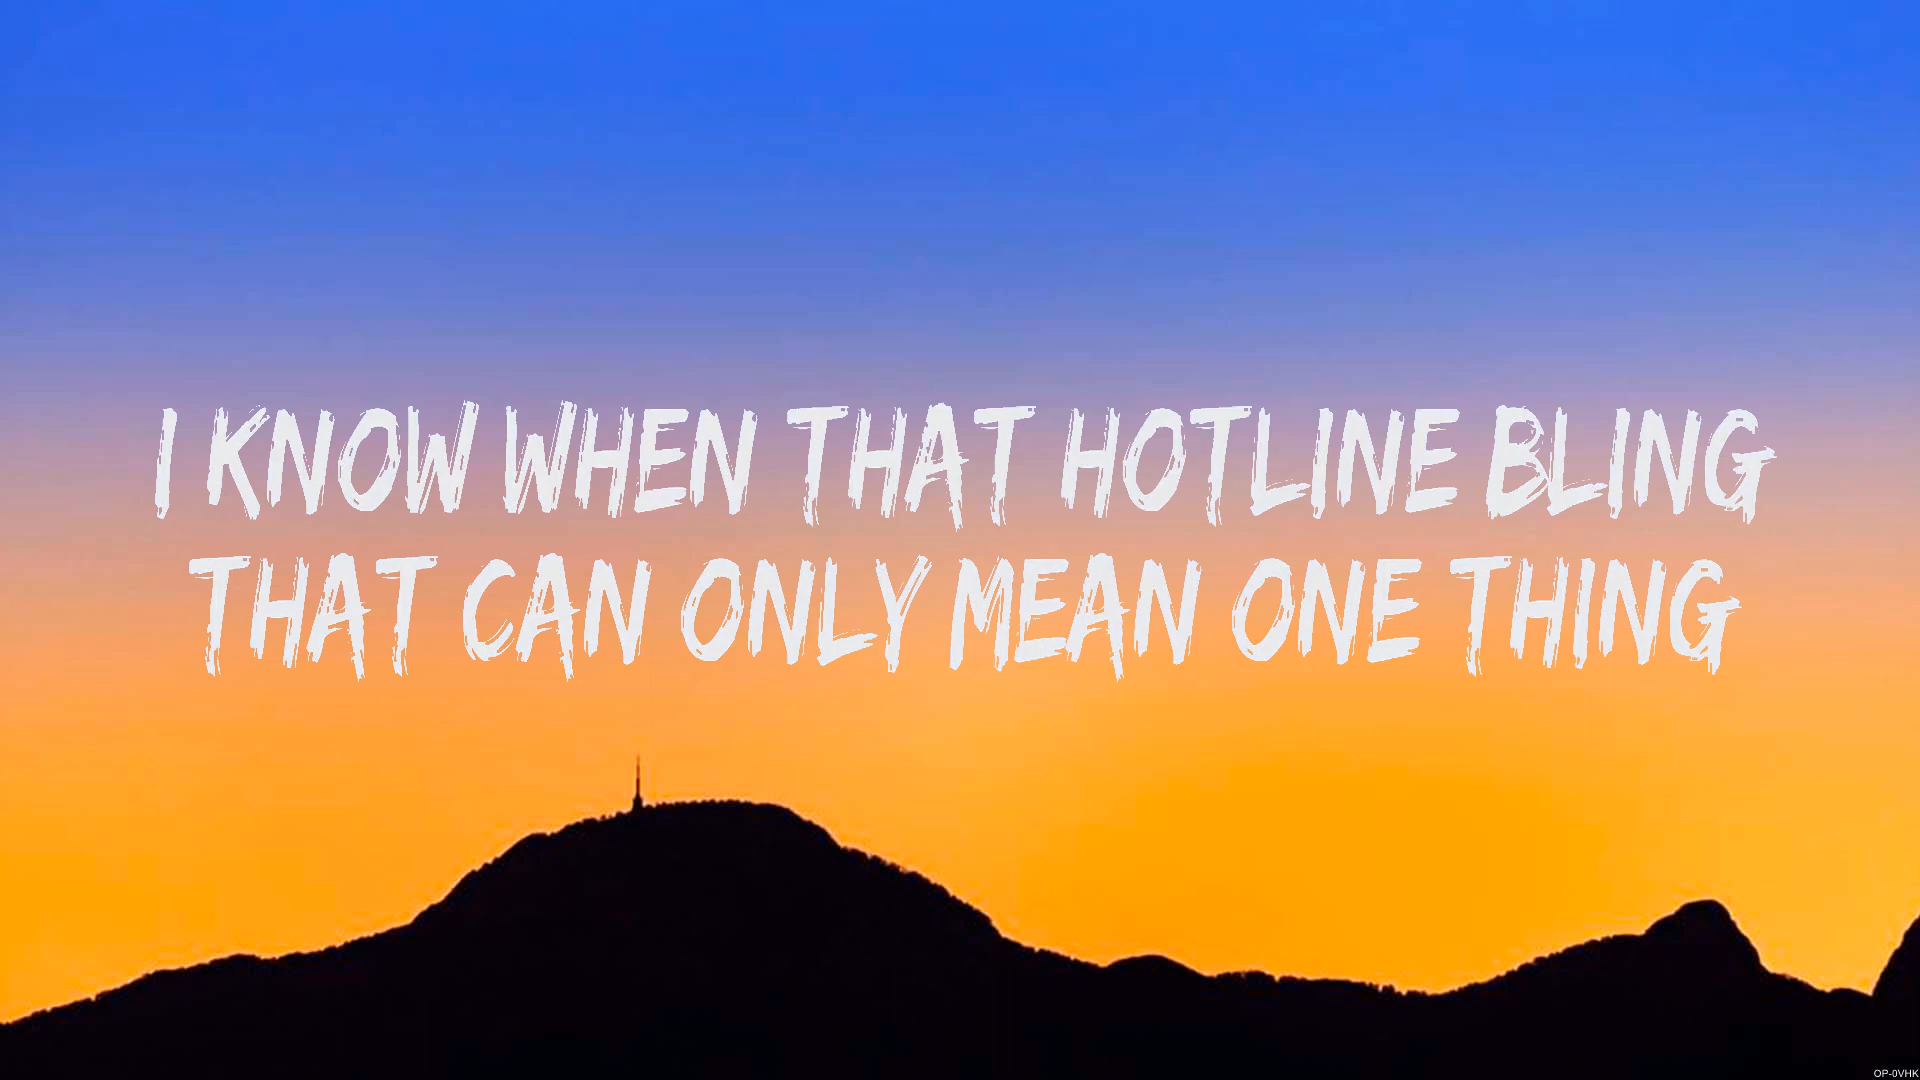 I KNOW WHEN THAT HOTLINE BLING
THAT CAN ONLY MEAN ONE THING
OP-0VHK